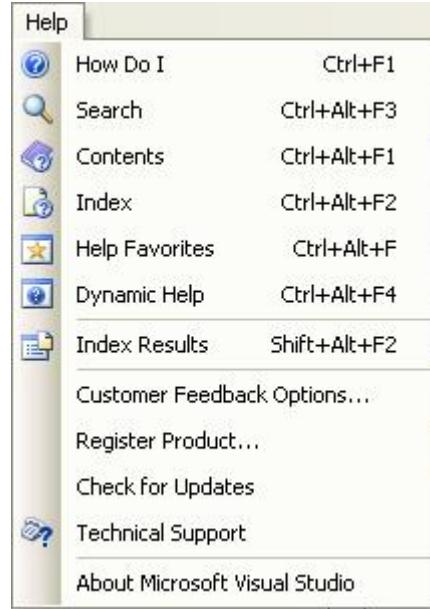 Help
How Do I Ctrl+F1
Search Ctrl+Alt+F3
Contents Ctrl+Alt+F1
Index Ctrl+Alt+F2
Help Favorites Ctrl+Alt+F
Dynamic Help Ctrl+Alt+F4
Index Results Shift+Alt+F2
Customer Feedback Options...
Register Product...
Check for Updates
Technical Support
About Microsoft Visual Studio